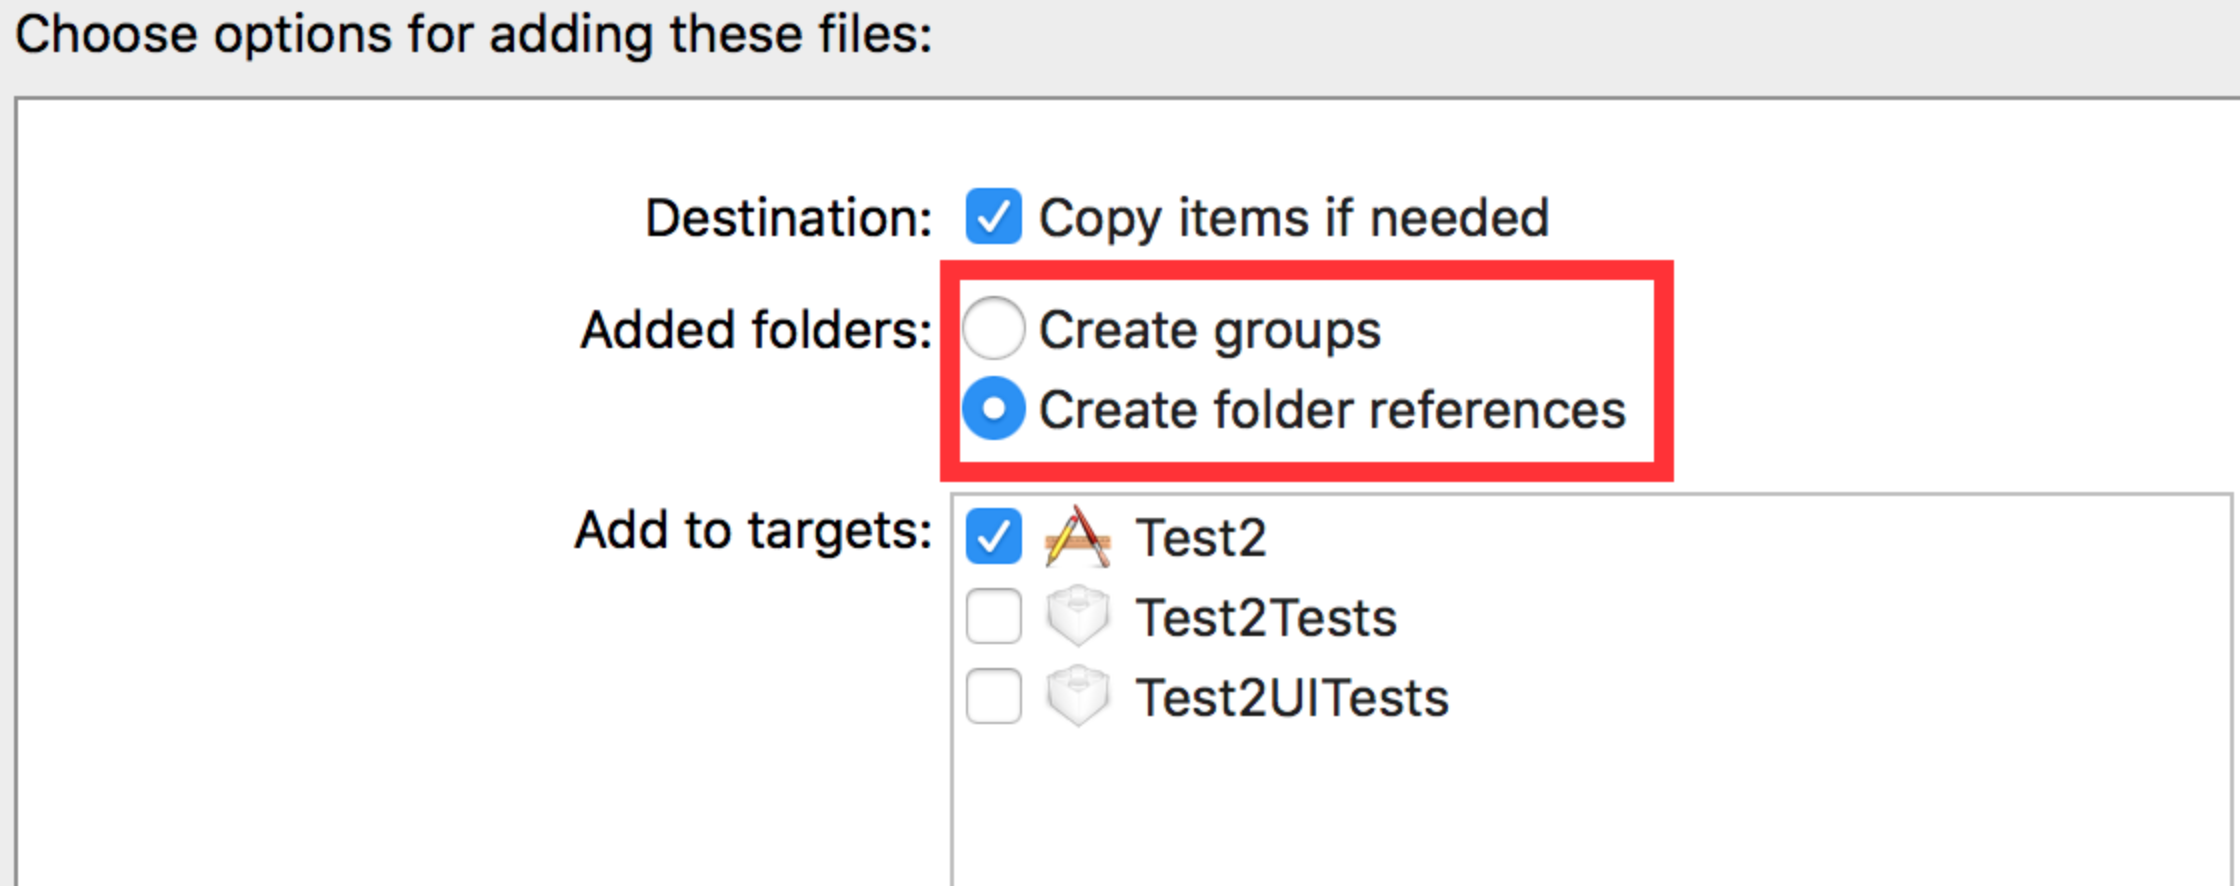 Choose options for adding these files:
Destination: Copy items if needed
Added folders: Create groups
Create folder references
Add to targets: Test2
Test2Tests
Test2UITests